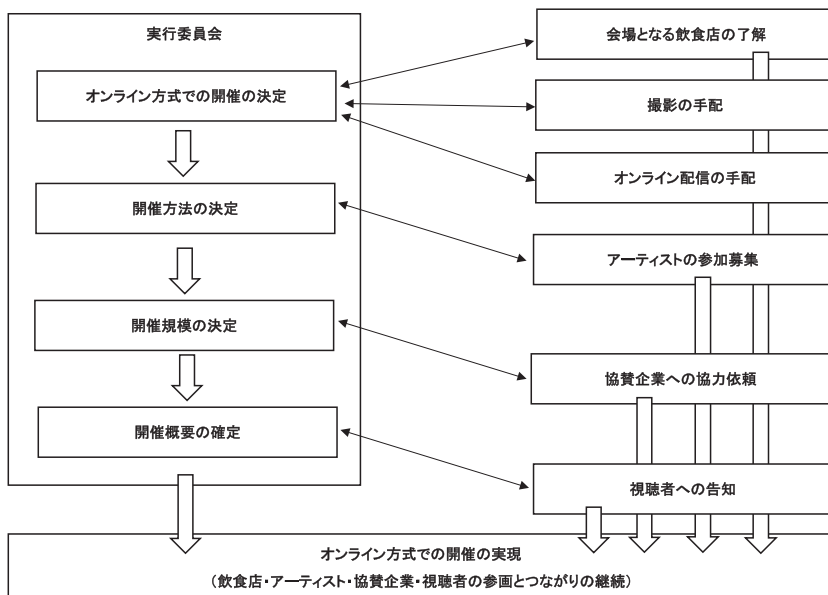 実行委員会
オンライン方式での開催の決定
開催方法の決定
開催規模の決定
開催概要の確定
会場となる飲食店の了解
撮影の手配
オンライン配信の手配
アーティストの参加募集
協賛企業への協力依頼
視聴者への告知
オンライン方式での開催の実現
（飲食店・アーティスト・協賛企業・視聴者の参画とつながりの継続）